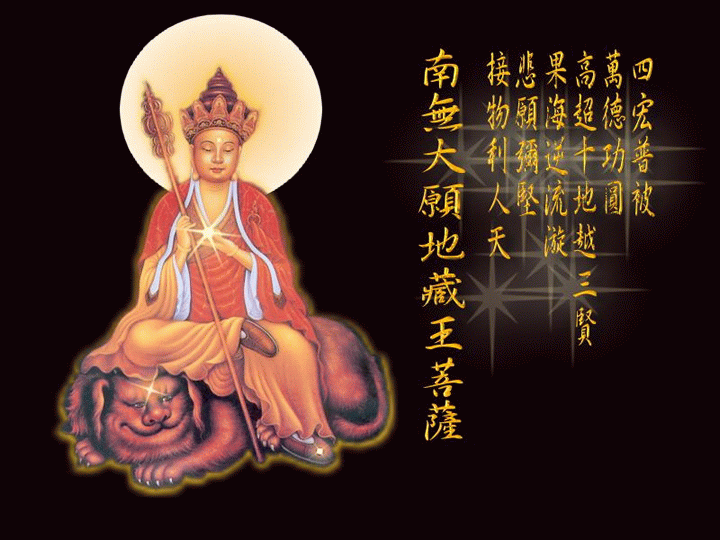 四宏普被
萬德功圓
高超十地越三賢
果海逆流漩
悲願彌堅
接物利人天
南無大願地藏王菩薩